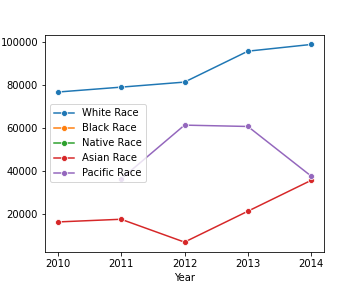 100000
80000
60000
40000
20000
White Race
Black Race
Native Race
Asian Race
Pacific Race
2010 2011 2012 2013 2014
Year